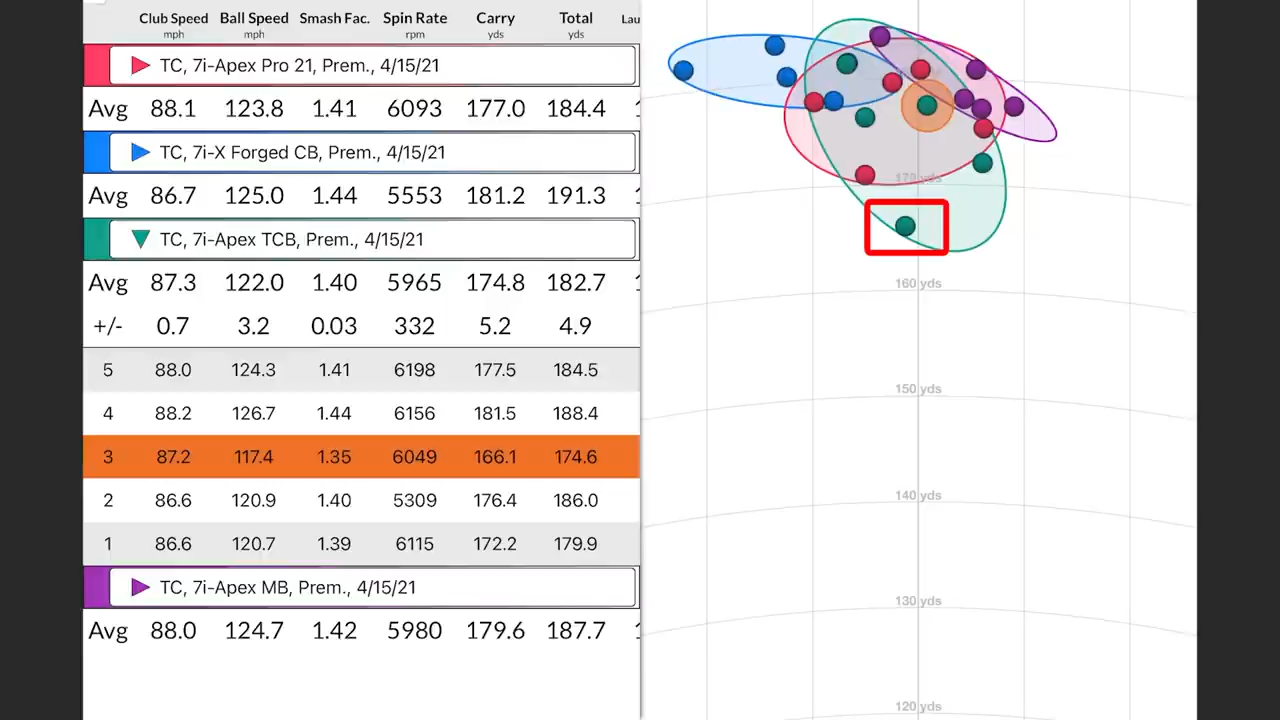 Club Speed Ball Speed Smash Fac. Spin Rate Carry Total Lau
mph mph rpm yds yds
TC, 7i-Apex Pro 21, Prem., 4/15/21
Avg 88.1 123.8 1.41 6093 177.0 184.4
TC, 7i-X Forged CB, Prem., 4/15/21
Avg 86.7 125.0 1.44 5553 181.2 191.3
TC, 7i-Apex TCB, Prem., 4/15/21
Avg 87.3 122.0 1.40 5965 174.8 182.7
+/- 0.7 3.2 0.03 332 5.2 4.9
5 88.0 124.3 1.41 6198 177.5 184.5
4 88.2 126.7 1.44 6156 181.5 188.4
3 87.2 117.4 1.35 6049 166.1 174.6
2 86.6 120.9 1.40 5309 176.4 186.0
1 86.6 120.7 1.39 6115 172.2 179.9
TC, 7i-Apex MB, Prem., 4/15/21
Avg 88.0 124.7 1.42 5980 179.6 187.7
yds
160 yds
150 yds
140 yds
130 yds
120 yds